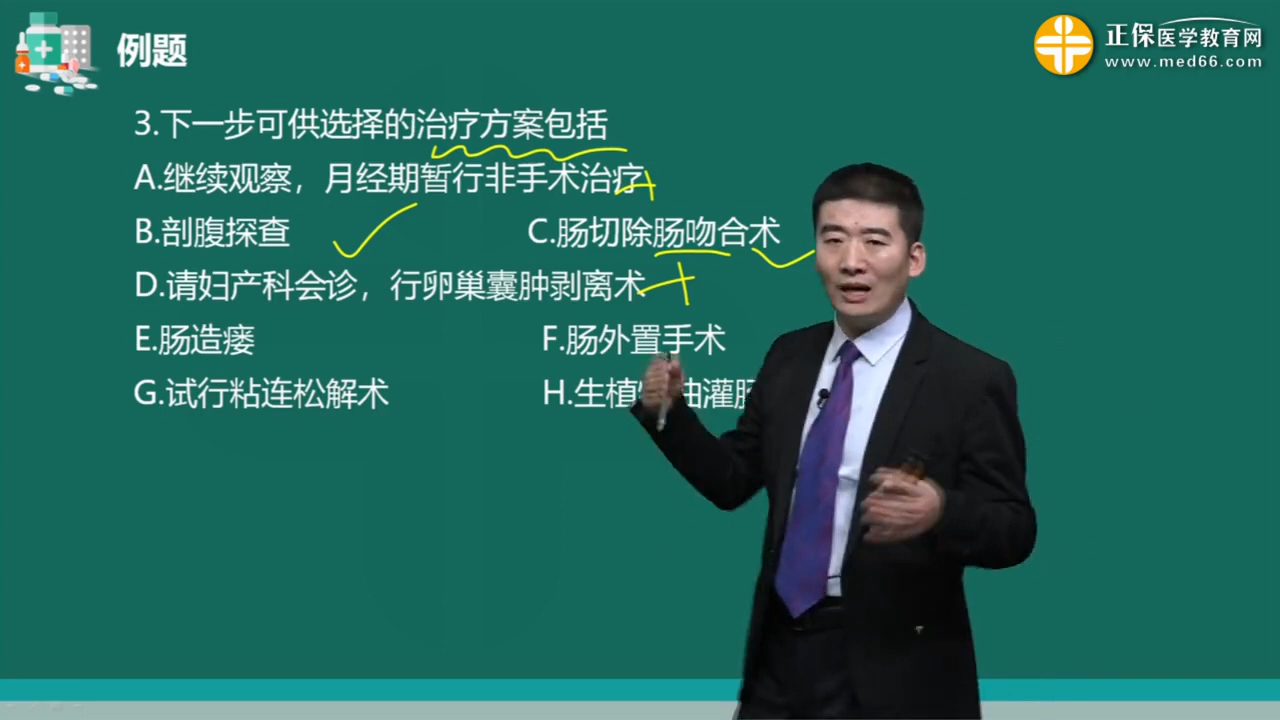 例题
正保医学教育网
www.med66.com
3.下一步可供选择的治疗方案包括
A.继续观察，月经期暂行非手术治疗
B.剖腹探查 C.肠切除肠吻合术
D.请妇产科会诊，行卵巢囊肿剥离术
E.肠造瘘 F.肠外置手术
G.试行粘连松解术 H.生植 油灌肠